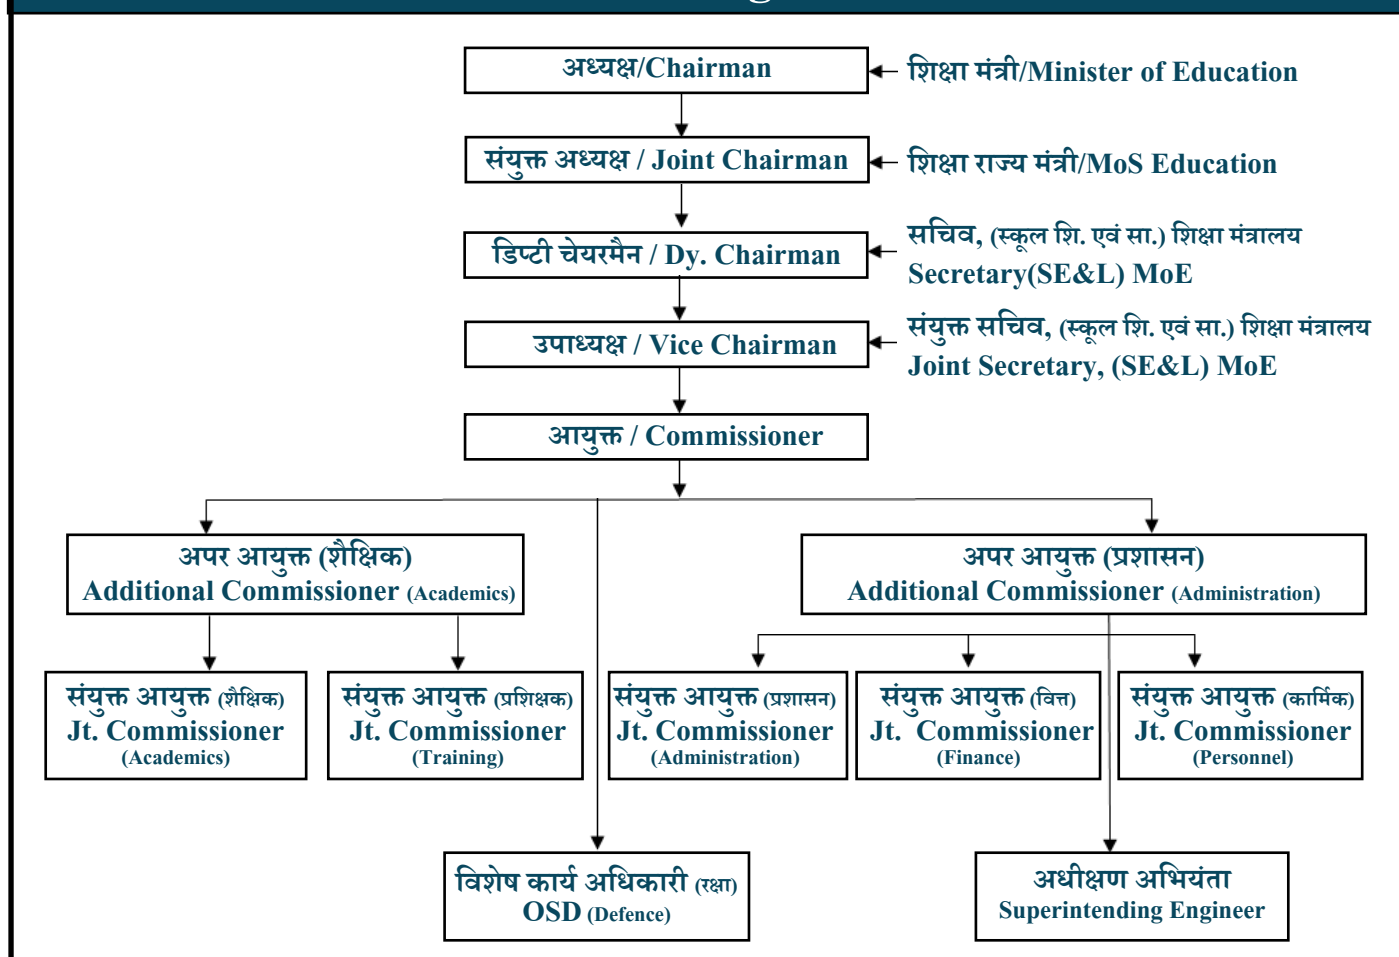 अध्यक्ष/Chairman
शिक्षा मंत्री/Minister of Education
संयुक्त अध्यक्ष / Joint Chairman
शिक्षा राज्य मंत्री/MoS Education
डिप्टी चेयरमैन / Dy. Chairman
सचिव, (स्कूल शि. एवं सा.) शिक्षा मंत्रालय
Secretary(SE&L) MoE
उपाध्यक्ष / Vice Chairman
संयुक्त सचिव, (स्कूल शि. एवं सा.) शिक्षा मंत्रालय
Joint Secretary, (SE&L) MoE
आयुक्त / Commissioner
अपर आयुक्त (शैक्षिक)
Additional Commissioner (Academics)
अपर आयुक्त (प्रशासन)
Additional Commissioner (Administration)
संयुक्त आयुक्त (शैक्षिक)
Jt. Commissioner
(Academics)
संयुक्त आयुक्त (प्रशिक्षक)
Jt. Commissioner
(Training)
संयुक्त आयुक्त (प्रशासन)
Jt. Commissioner
(Administration)
संयुक्त आयुक्त (वित्त)
Jt. Commissioner
(Finance)
संयुक्त आयुक्त (कार्मिक)
Jt. Commissioner
(Personnel)
विशेष कार्य अधिकारी (रक्षा)
OSD (Defence)
अधीक्षण अभियंता
Superintending Engineer